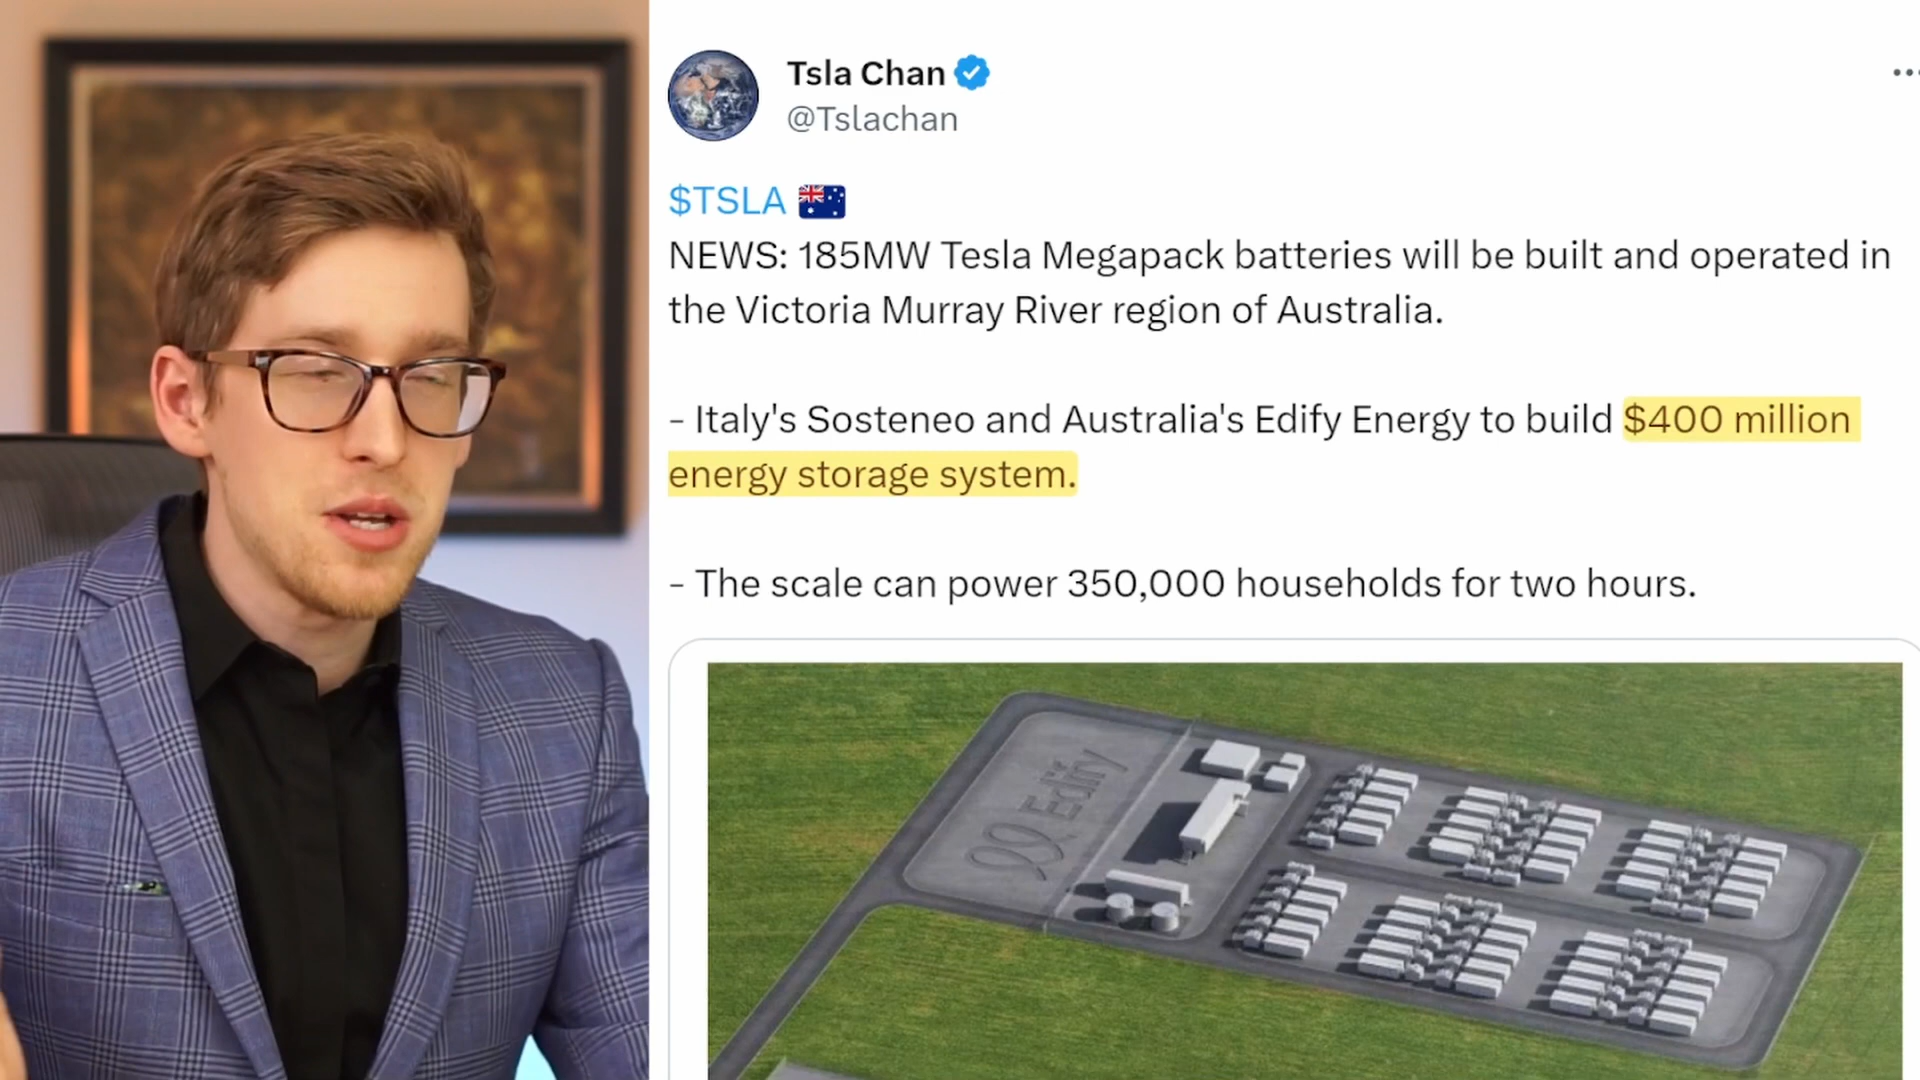 Tsla Chan
@Tslachan
$TSLA 🇦🇺
NEWS: 185MW Tesla Megapack batteries will be built and operated in
the Victoria Murray River region of Australia.
- Italy's Sosteneo and Australia's Edify Energy to build $400 million
energy storage system.
- The scale can power 350,000 households for two hours.
Edify